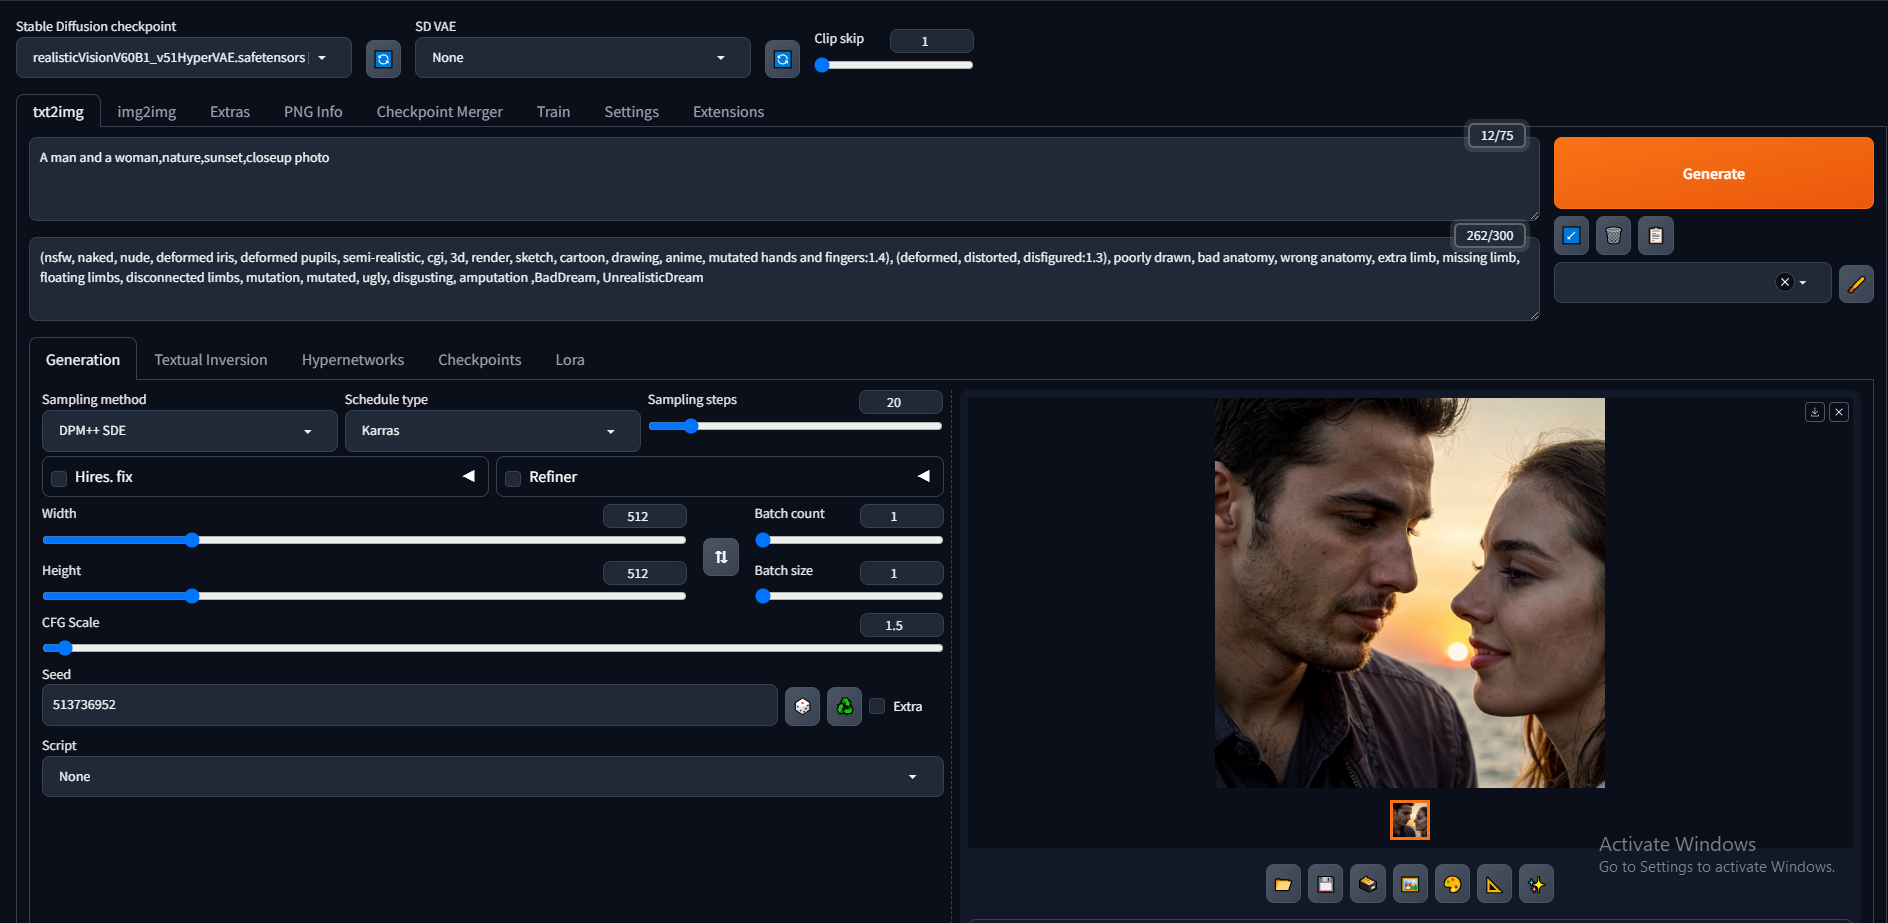 Stable Diffusion checkpoint
SD VAE
Clip skip
1
realisticVisionV60B1_v51HyperVAE.safetensors
None
txt2img
img2img
Extras
PNG Info
Checkpoint Merger
Train
Settings
Extensions
12/75
A man and a woman,nature,sunset,closeup photo
Generate
262/300
(nsfw, naked, nude, deformed iris, deformed pupils, semi-realistic, cgi, 3d, render, sketch, cartoon, drawing, anime, mutated hands and fingers:1.4), (deformed, distorted, disfigured:1.3), poorly drawn, bad anatomy, wrong anatomy, extra limb, missing limb,
floating limbs, disconnected limbs, mutation, mutated, ugly, disgusting, amputation ,BadDream, UnrealisticDream
Generation
Textual Inversion
Hypernetworks
Checkpoints
Lora
Sampling method
Schedule type
Sampling steps
20
DPM++ SDE
Karras
Hires. fix
Refiner
Width
512
Batch count
1
Height
512
Batch size
1
CFG Scale
1.5
Seed
513736952
Extra
Script
None
Activate Windows
Go to Settings to activate Windows.